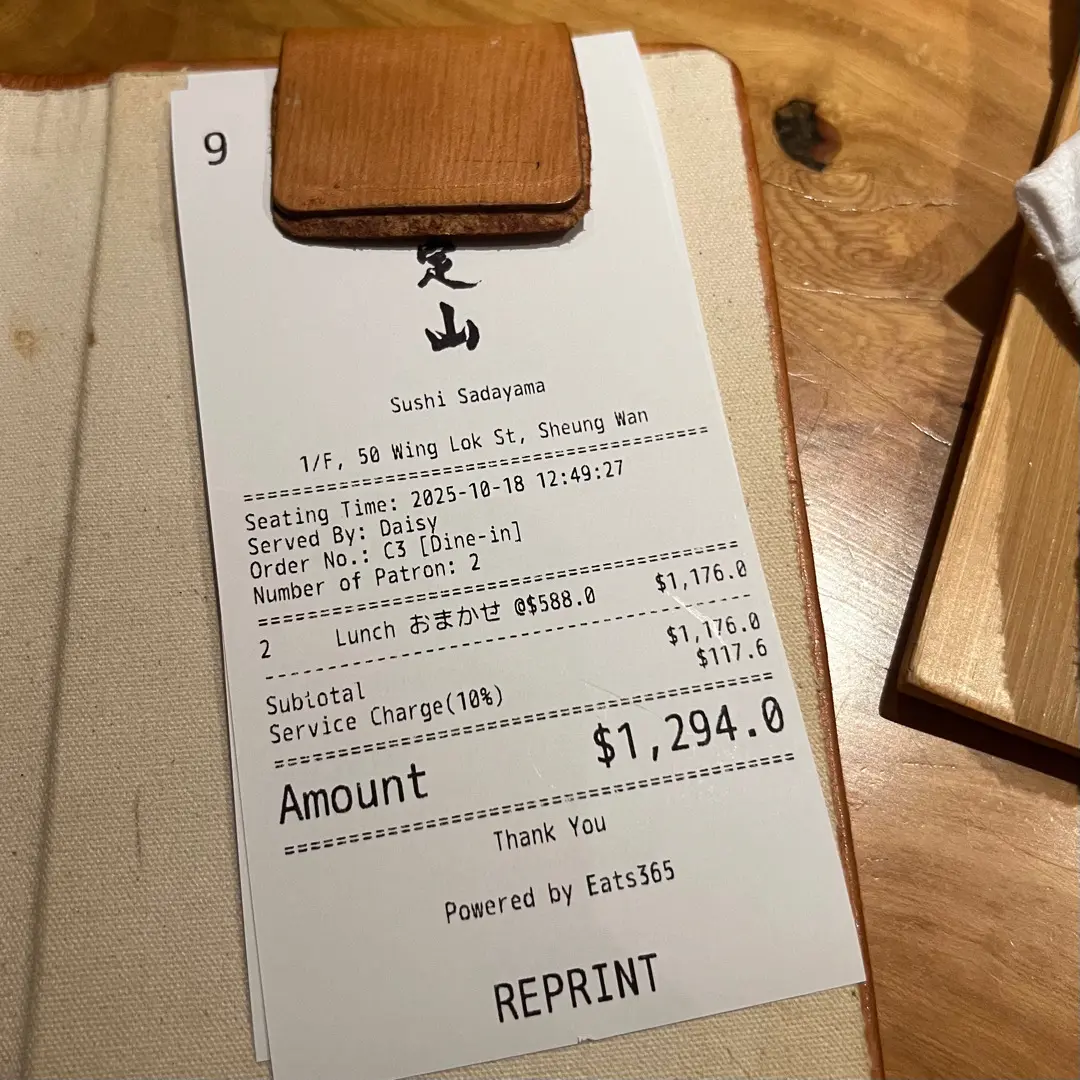 9
定
山
Sushi Sadayama
1/F, 50 Wing Lok St, Sheung Wan
================================================
Seating Time: 2025-10-18 12:49:27
Served By: Daisy
Order No.: C3 [Dine-in]
Number of Patron: 2
================================================
2 Lunch おまかせ @$588.0 $1,176.0
------------------------------------------------
Subtotal $1,176.0
Service Charge(10%) $117.6
================================================
Amount $1,294.0
================================================
Thank You
Powered by Eats365
REPRINT